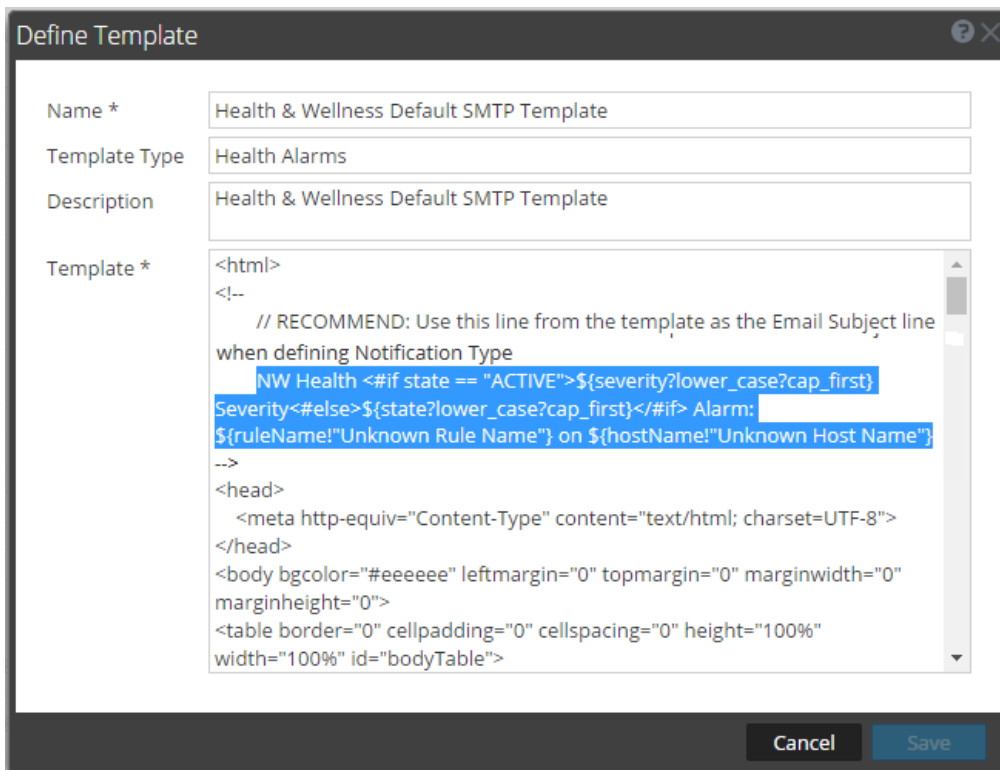 Define Template
Name * Health & Wellness Default SMTP Template
Template Type Health Alarms
Description Health & Wellness Default SMTP Template
Template * <html>
<!--
// RECOMMEND: Use this line from the template as the Email Subject line
when defining Notification Type
NW Health <#if state == "ACTIVE">${severity?lower_case?cap_first}
Severity<#else>${state?lower_case?cap_first}</#if> Alarm:
${ruleName!"Unknown Rule Name"} on ${hostName!"Unknown Host Name"}
-->
<head>
<meta http-equiv="Content-Type" content="text/html; charset=UTF-8">
</head>
<body bgcolor="#eeeeee" leftmargin="0" topmargin="0" marginwidth="0"
marginheight="0">
<table border="0" cellpadding="0" cellspacing="0" height="100%"
width="100%" id="bodyTable">
Cancel Save